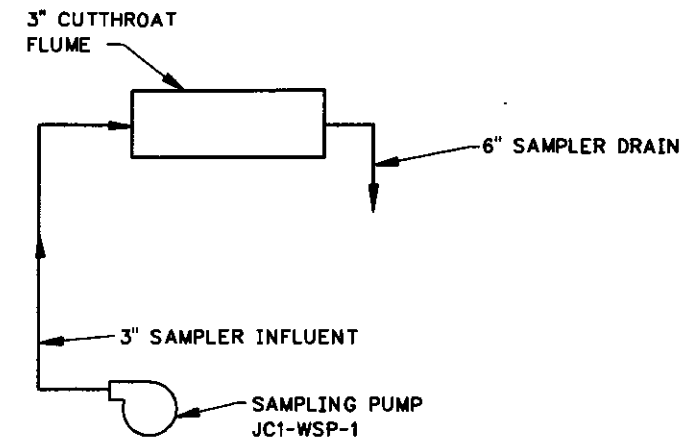 3" CUTTHROAT
FLUME
6" SAMPLER DRAIN
3" SAMPLER INFLUENT
SAMPLING PUMP
JC1-WSP-1